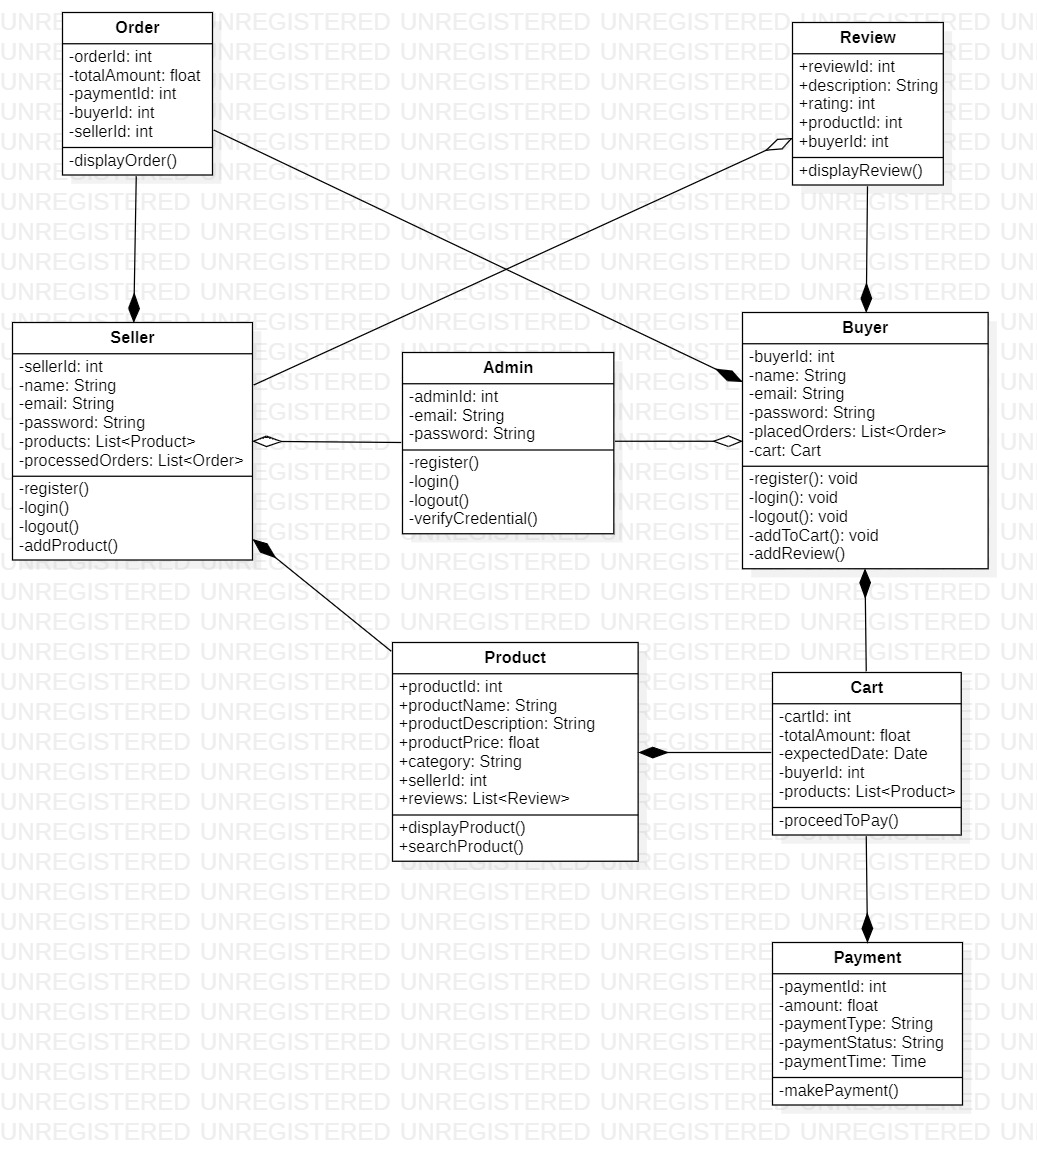 Order
-orderId: int
-totalAmount: float
-paymentId: int
-buyerId: int
-sellerId: int
-displayOrder()
Review
+reviewId: int
+description: String
+rating: int
+productId: int
+buyerId: int
+displayReview()
Seller
-sellerId: int
-name: String
-email: String
-password: String
-products: List<Product>
-processedOrders: List<Order>
-register()
-login()
-logout()
-addProduct()
Admin
-adminId: int
-email: String
-password: String
-register()
-login()
-logout()
-verifyCredential()
Buyer
-buyerId: int
-name: String
-email: String
-password: String
-placedOrders: List<Order>
-cart: Cart
-register(): void
-login(): void
-logout(): void
-addToCart(): void
-addReview()
Product
+productId: int
+productName: String
+productDescription: String
+productPrice: float
+category: String
+sellerId: int
+reviews: List<Review>
+displayProduct()
+searchProduct()
Cart
-cartId: int
-totalAmount: float
-expectedDate: Date
-buyerId: int
-products: List<Product>
-proceedToPay()
Payment
-paymentId: int
-amount: float
-paymentType: String
-paymentStatus: String
-paymentTime: Time
-makePayment()
UNREGISTERED UNREGISTERED UNREGISTERED UNREGISTERED UNREGISTERED UNI